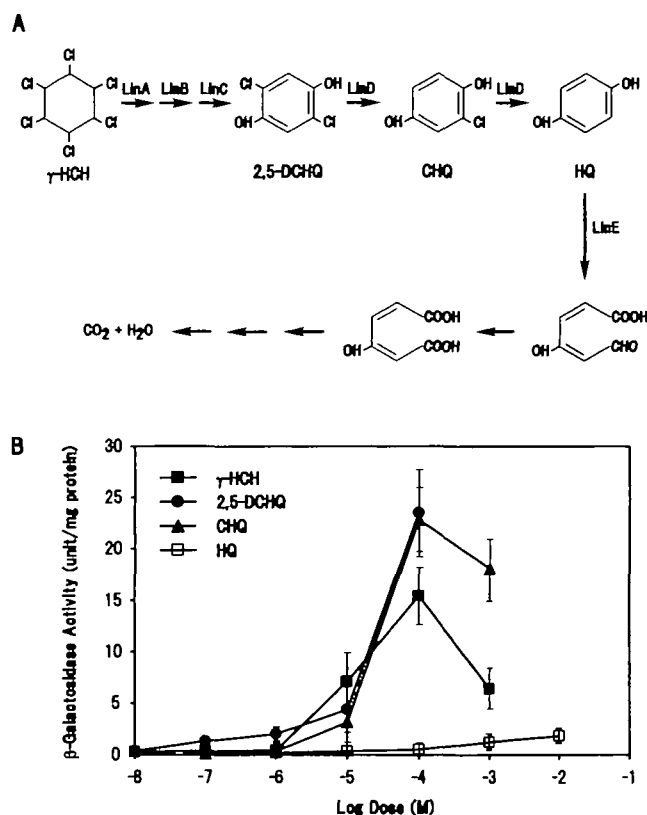 A
Cl
Cl Cl
Cl Cl
Cl
γ-HCH
LinA LinB LinC
Cl OH
OH Cl
2,5-DCHQ
LinD
OH
OH Cl
CHQ
LinD
OH
OH
HQ
LinE
CO2 + H2O
COOH
OH COOH
COOH
OH CHO
B
β-Galactosidase Activity (unit/mg protein)
30
25
20
15
10
5
0
γ-HCH
2,5-DCHQ
CHQ
HQ
-8 -7 -6 -5 -4 -3 -2 -1
Log Dose (M)